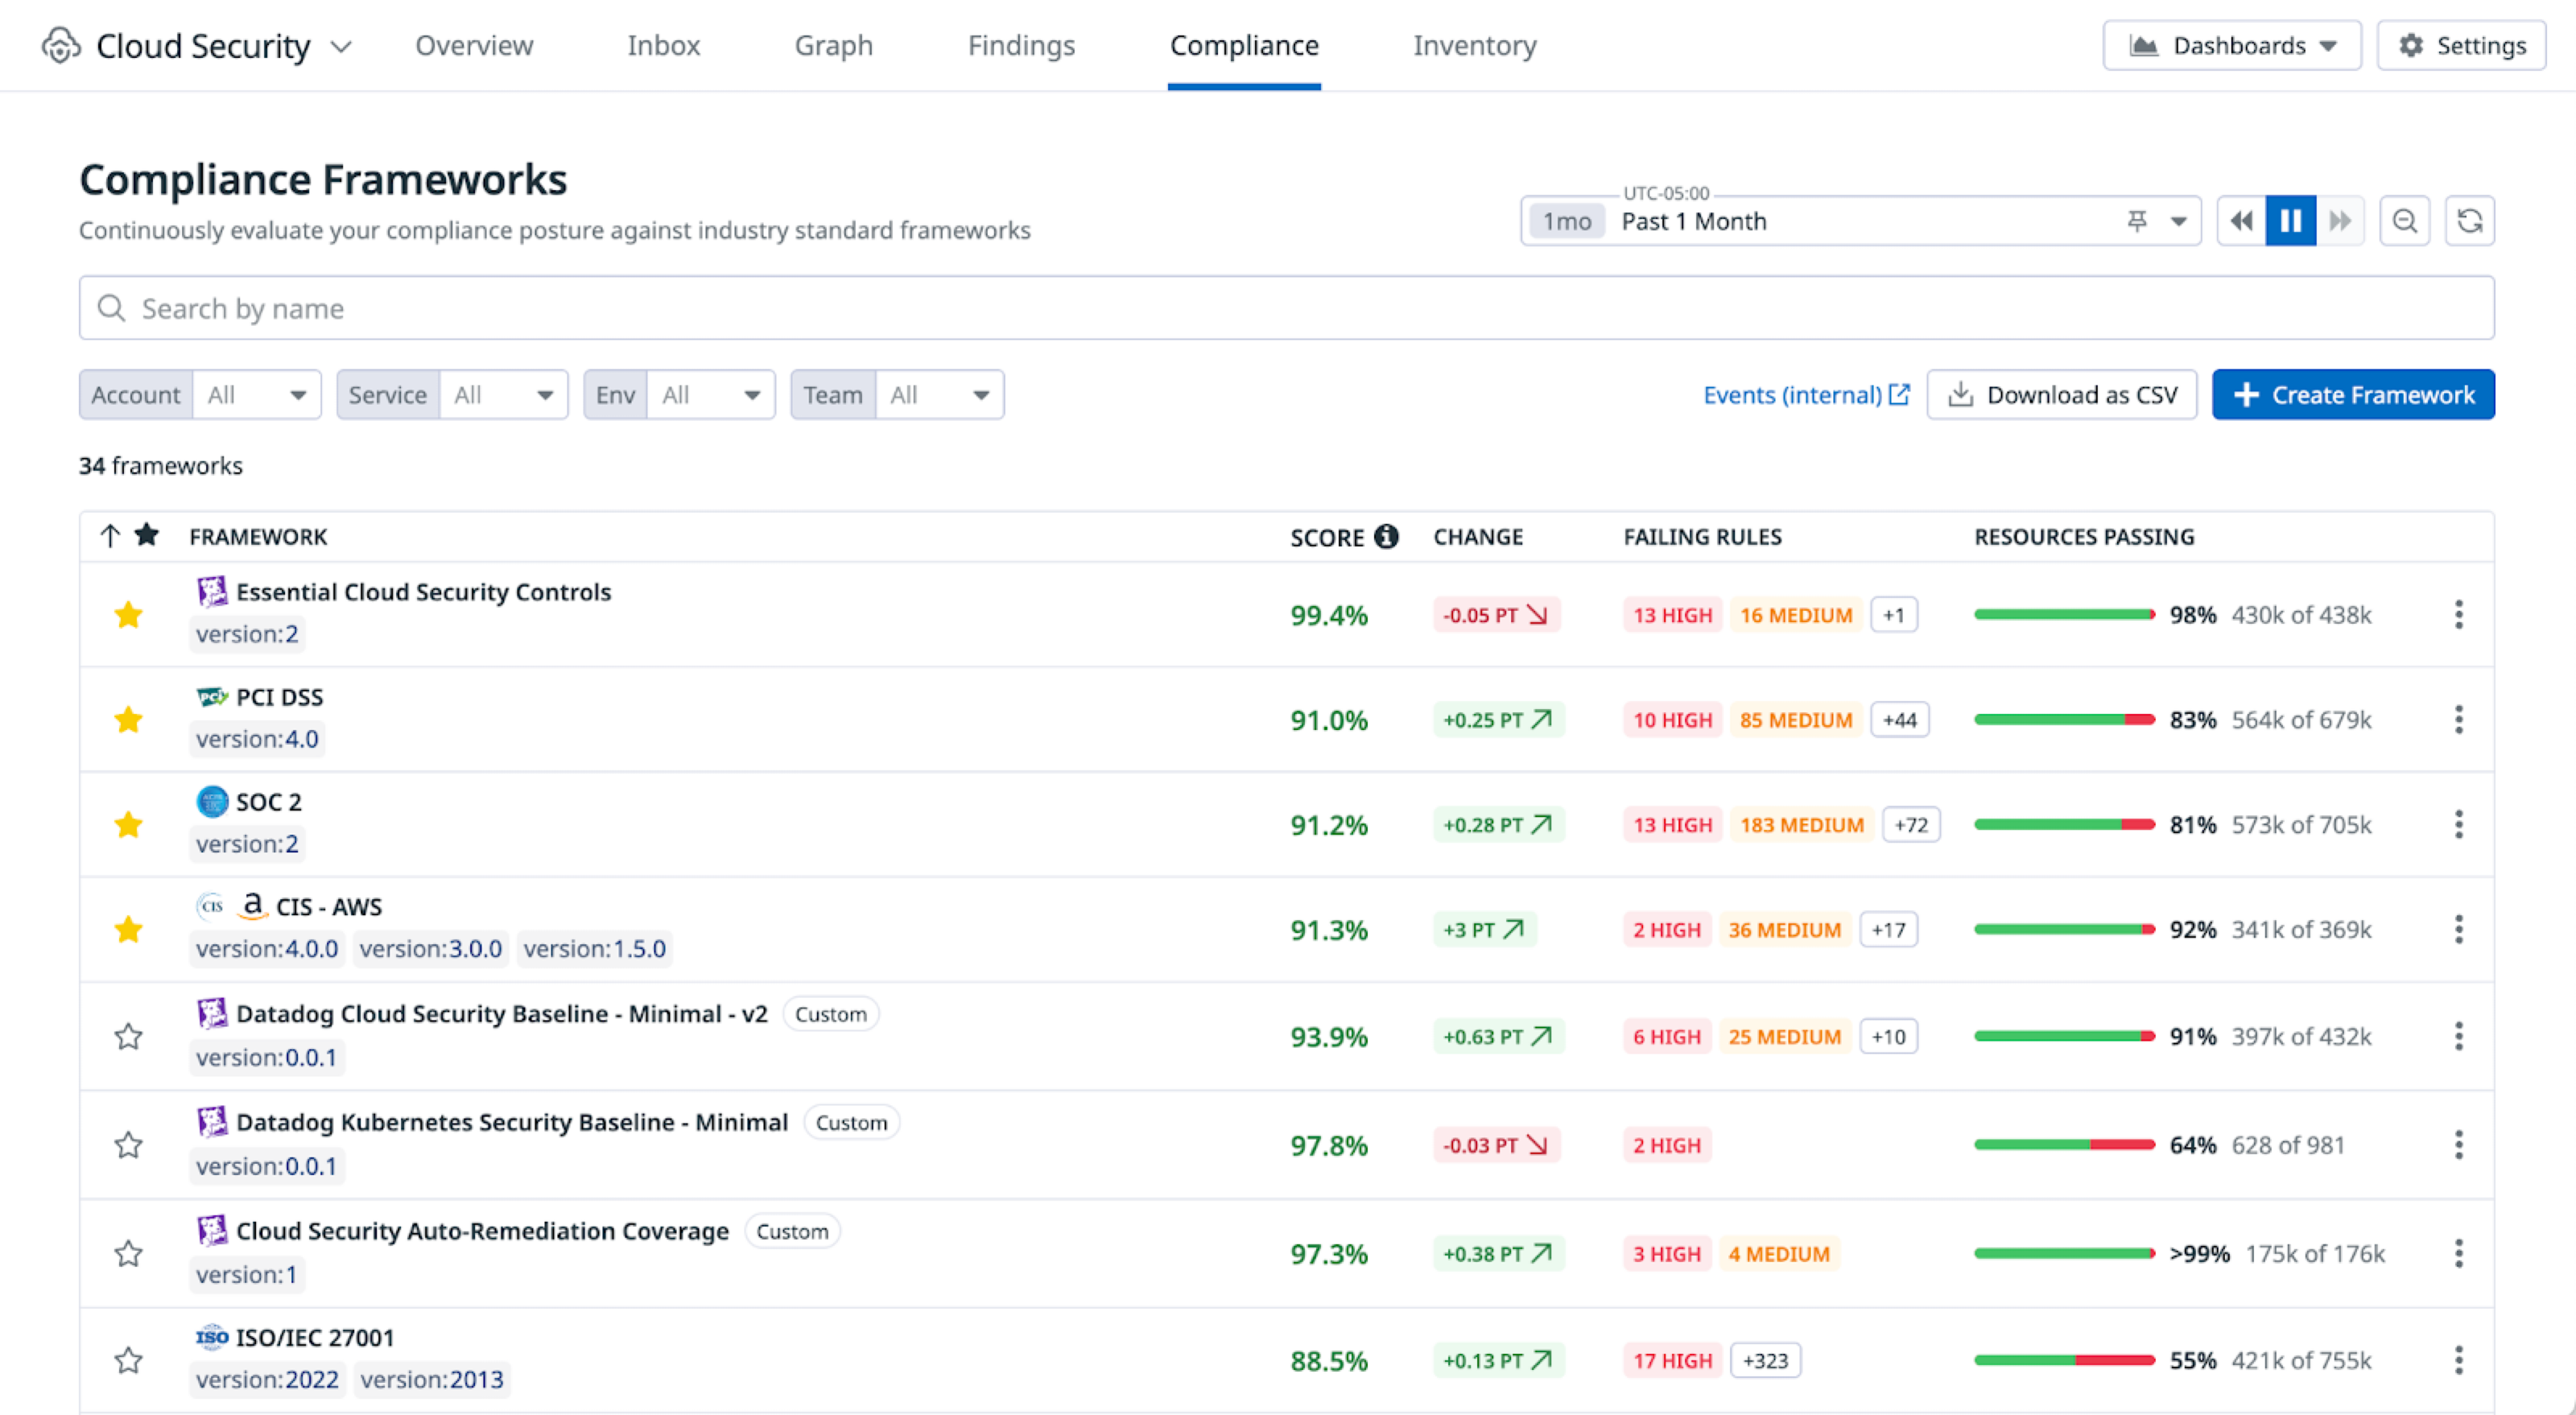 Cloud Security Overview Inbox Graph Findings Compliance Inventory Dashboards Settings
Compliance Frameworks
Continuously evaluate your compliance posture against industry standard frameworks
UTC-05:00
1mo Past 1 Month
Search by name
Account All Service All Env All Team All Events (internal) Download as CSV + Create Framework
34 frameworks
FRAMEWORK SCORE CHANGE FAILING RULES RESOURCES PASSING
Essential Cloud Security Controls
version:2
99.4% -0.05 PT 13 HIGH 16 MEDIUM +1 98% 430k of 438k
PCI PCI DSS
version:4.0
91.0% +0.25 PT 10 HIGH 85 MEDIUM +44 83% 564k of 679k
SOC 2
version:2
91.2% +0.28 PT 13 HIGH 183 MEDIUM +72 81% 573k of 705k
CIS a CIS - AWS
version:4.0.0 version:3.0.0 version:1.5.0
91.3% +3 PT 2 HIGH 36 MEDIUM +17 92% 341k of 369k
Datadog Cloud Security Baseline - Minimal - v2 Custom
version:0.0.1
93.9% +0.63 PT 6 HIGH 25 MEDIUM +10 91% 397k of 432k
Datadog Kubernetes Security Baseline - Minimal Custom
version:0.0.1
97.8% -0.03 PT 2 HIGH 64% 628 of 981
Cloud Security Auto-Remediation Coverage Custom
version:1
97.3% +0.38 PT 3 HIGH 4 MEDIUM >99% 175k of 176k
ISO ISO/IEC 27001
version:2022 version:2013
88.5% +0.13 PT 17 HIGH +323 55% 421k of 755k